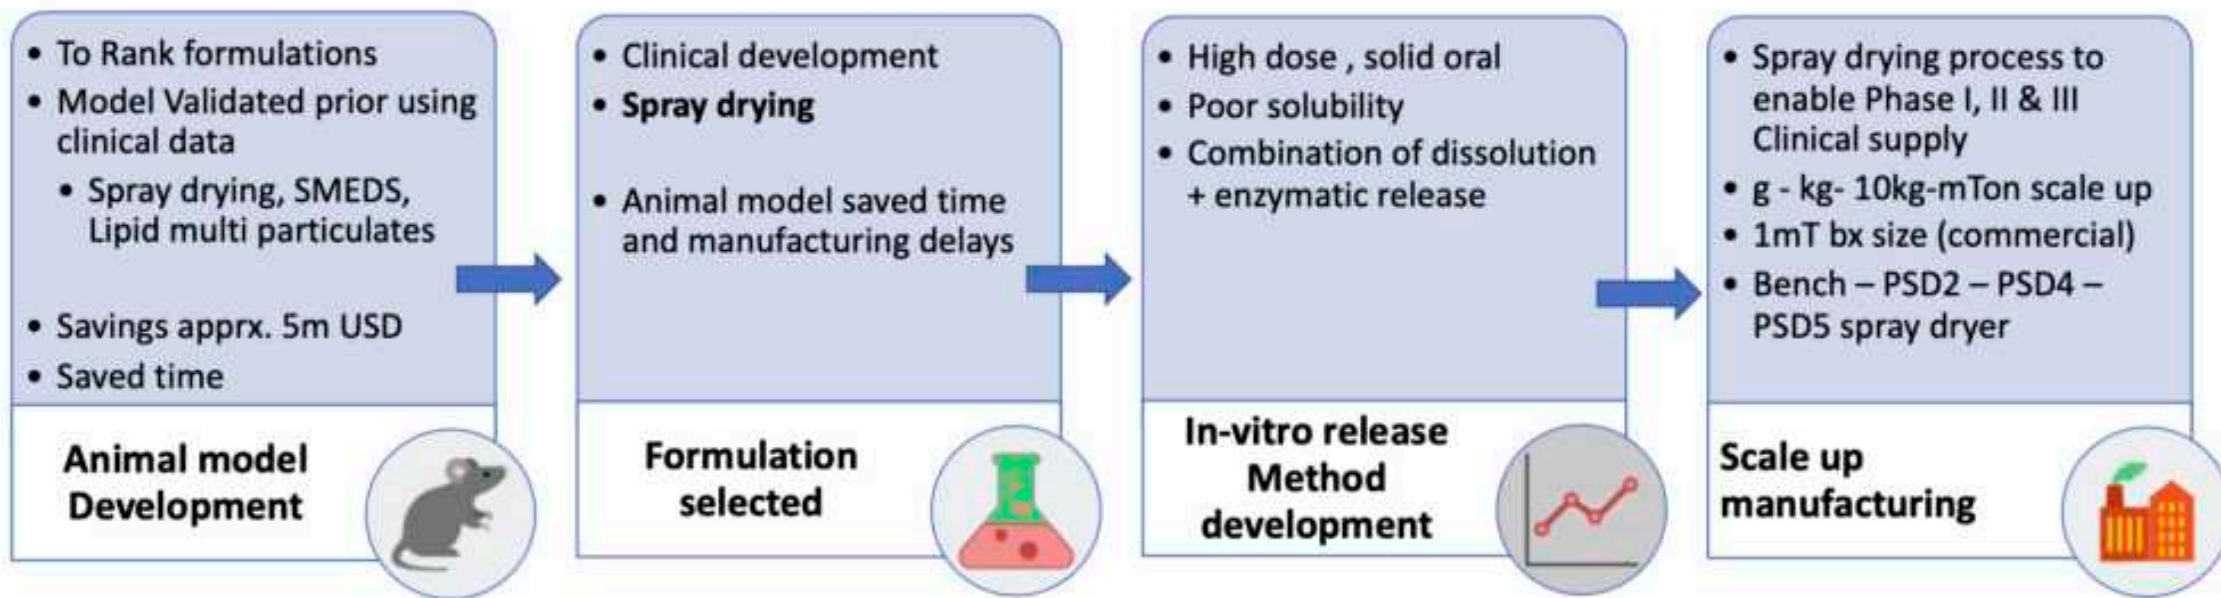 • To Rank formulations
• Model Validated prior using
clinical data
• Spray drying, SMEDS,
Lipid multi particulates
• Savings apprx. 5m USD
• Saved time
Animal model
Development
• Clinical development
• Spray drying
• Animal model saved time
and manufacturing delays
Formulation
selected
• High dose , solid oral
• Poor solubility
• Combination of dissolution
+ enzymatic release
In-vitro release
Method
development
• Spray drying process to
enable Phase I, II & III
Clinical supply
• g - kg- 10kg-mTon scale up
• 1mT bx size (commercial)
• Bench – PSD2 – PSD4 –
PSD5 spray dryer
Scale up
manufacturing